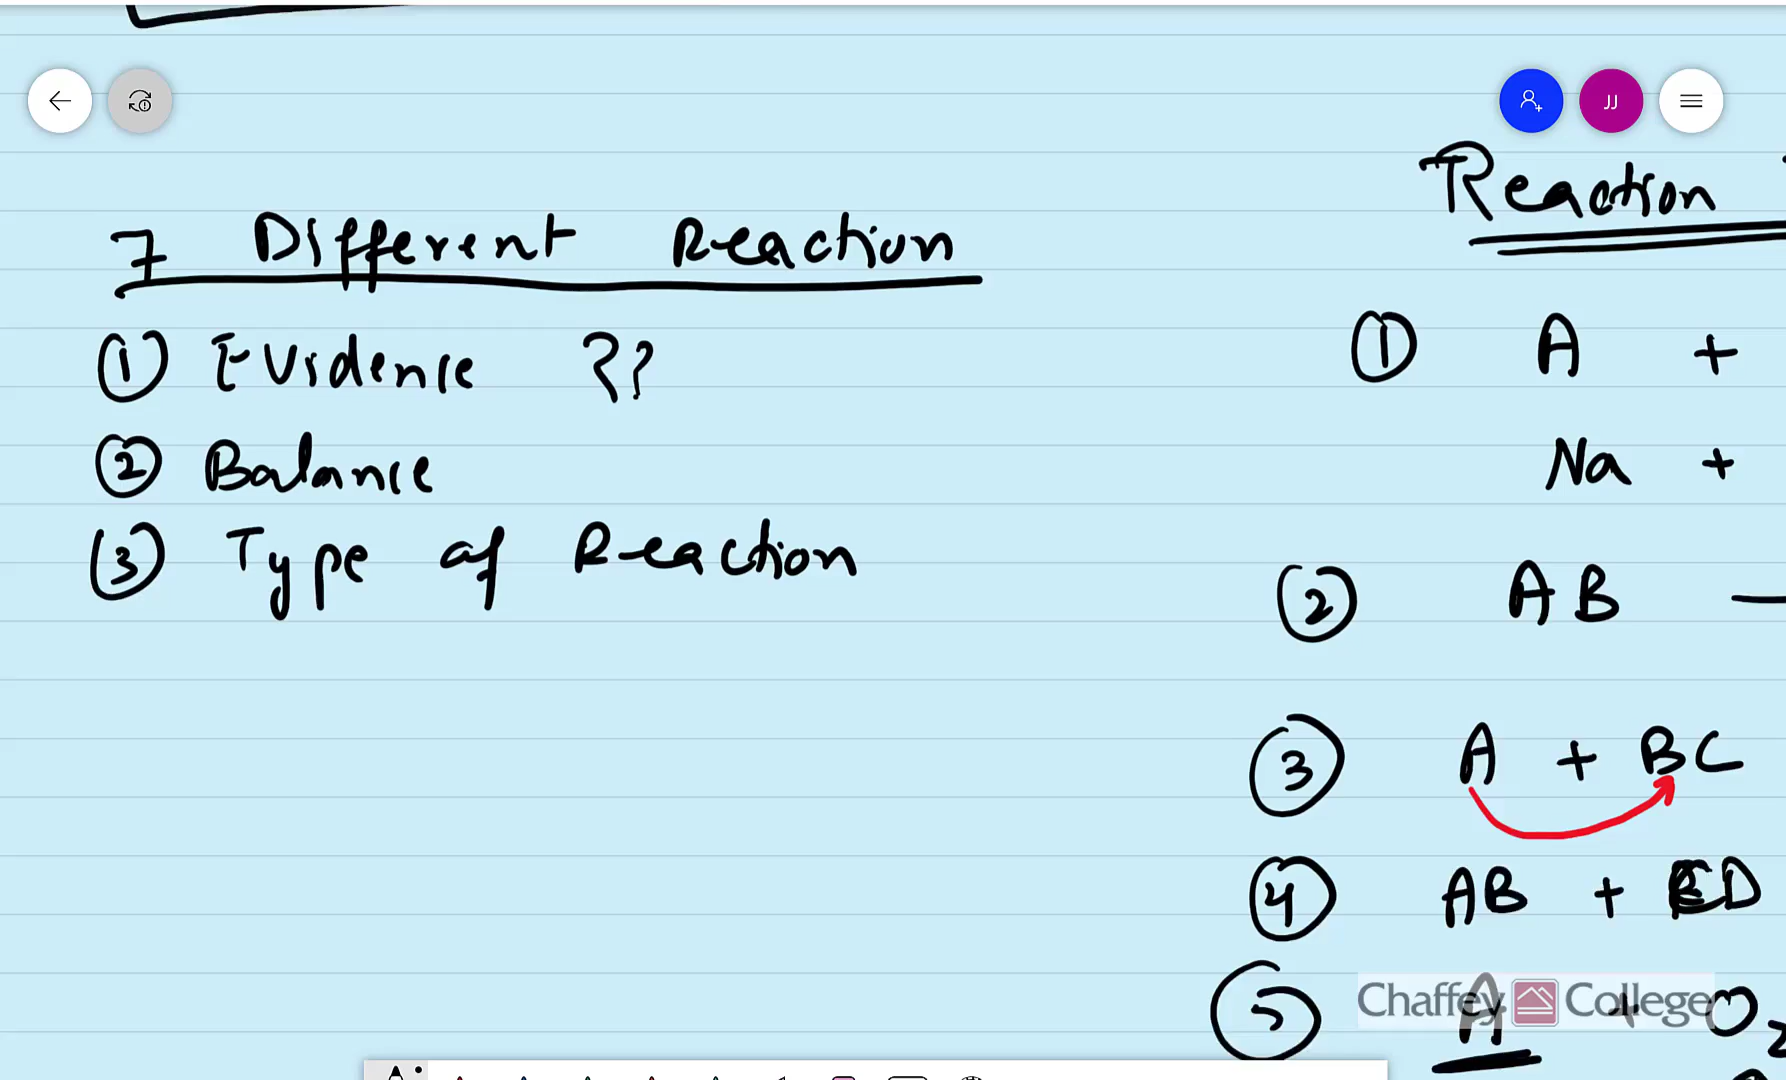 7 Different Reaction
① Evidence ??
② Balance
③ Type of Reaction
JJ
Reaction
① A +
Na +
② AB —
③ A + BC
④ AB + CD
⑤ A + O2
Chaffey College